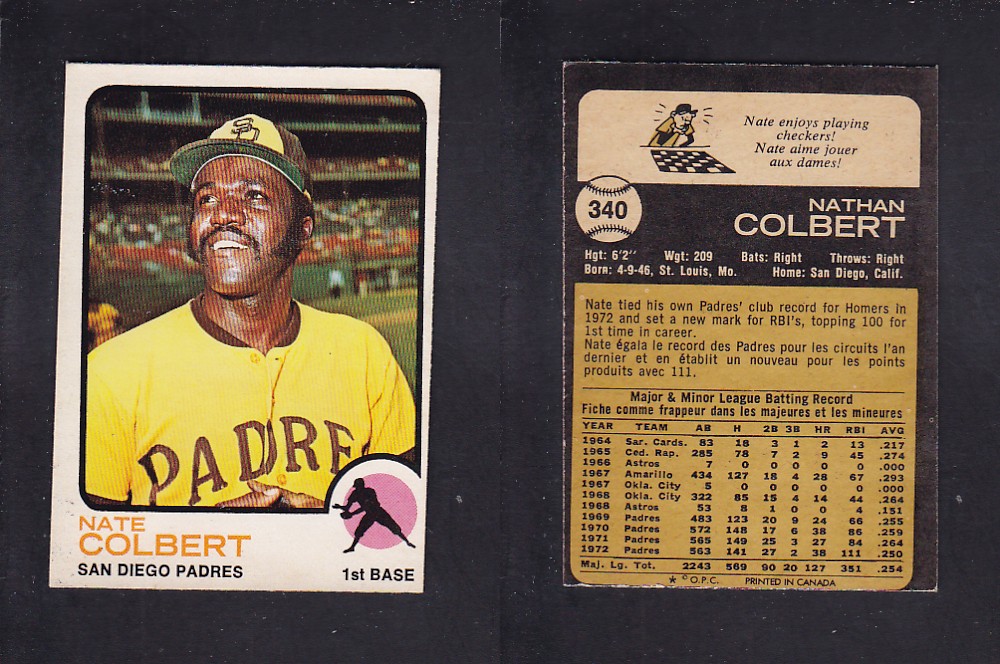 SD
PADRE
NATE
COLBERT
SAN DIEGO PADRES
1st BASE
Nate enjoys playing
checkers!
Nate aime jouer
aux dames!
340
NATHAN
COLBERT
Hgt: 6'2" Wgt: 209 Bats: Right Throws: Right
Born: 4-9-46, St. Louis, Mo. Home: San Diego, Calif.
Nate tied his own Padres' club record for Homers in
1972 and set a new mark for RBI's, topping 100 for
1st time in career.
Nate égala le record des Padres pour les circuits l'an
dernier et en établit un nouveau pour les points
produits avec 111.
Major & Minor League Batting Record
Fiche comme frappeur dans les majeures et les mineures
YEAR TEAM AB H 2B 3B HR RBI AVG
1964 Sar. Cards. 83 18 3 1 2 13 .217
1965 Ced. Rap. 285 78 7 2 9 45 .274
1966 Astros 7 0 0 0 0 0 .000
1967 Amarillo 434 127 18 4 28 67 .293
1967 Okla. City 5 0 0 0 0 0 .000
1968 Okla. City 322 85 15 4 14 44 .264
1968 Astros 53 8 1 0 0 4 .151
1969 Padres 483 123 20 9 24 66 .255
1970 Padres 572 148 17 6 38 86 .259
1971 Padres 565 149 25 3 27 84 .264
1972 Padres 563 141 27 2 38 111 .250
Maj. Lg. Tot. 2243 569 90 20 127 351 .254
* © O.P.C. PRINTED IN CANADA